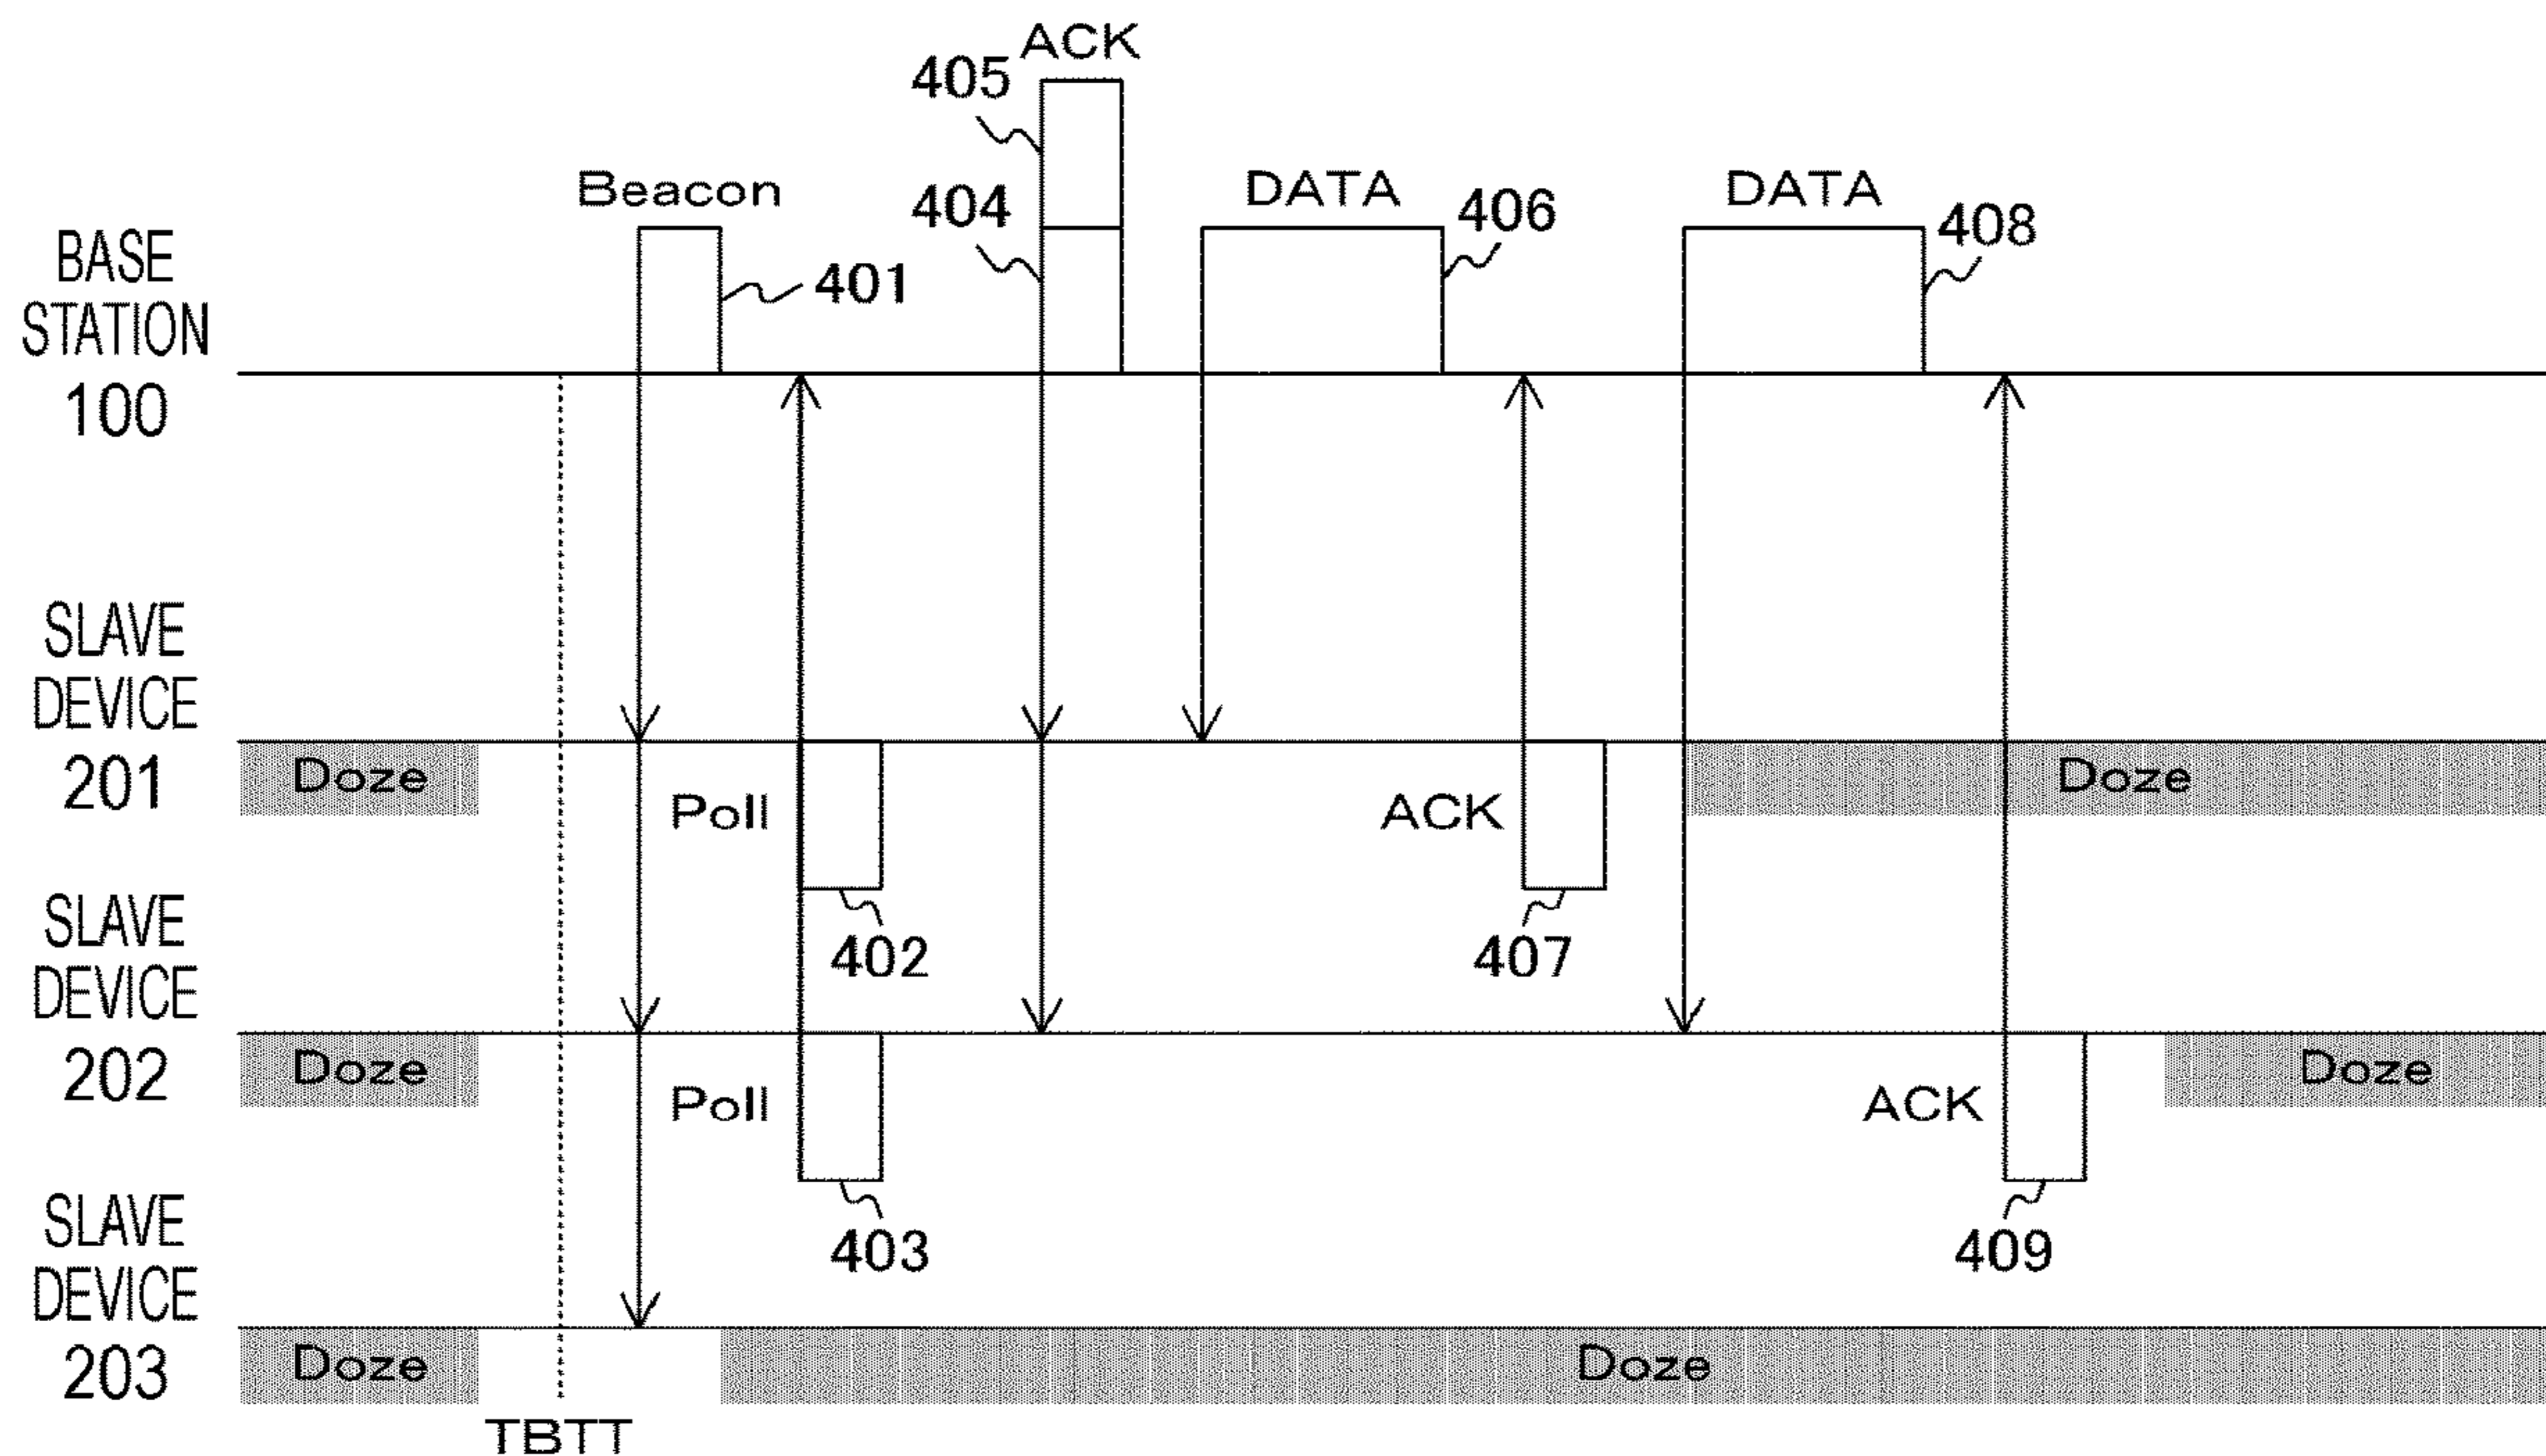 ACK
405
Beacon
404
DATA
406
DATA
408
BASE
STATION
100
401
SLAVE
DEVICE
201
Doze
Poll
402
ACK
407
Doze
SLAVE
DEVICE
202
Doze
Poll
403
ACK
409
Doze
SLAVE
DEVICE
203
Doze
Doze
TBTT